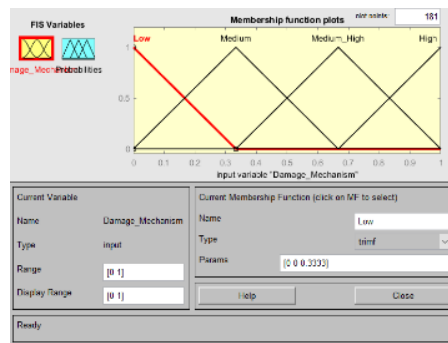 FIS Variables
Membership function plots
plot points:
181
Low
Medium
Medium_High
High
1
0.5
0
0 0.1 0.2 0.3 0.4 0.5 0.6 0.7 0.8 0.9 1
input variable "Damage_Mechanism"
Current Variable
Current Membership Function (click on MF to select)
Name
Damage_Mechanism
Name
Low
Type
input
Type
trimf
Params
[0 0 0.3333]
Range
[0 1]
Display Range
[0 1]
Help
Close
Ready